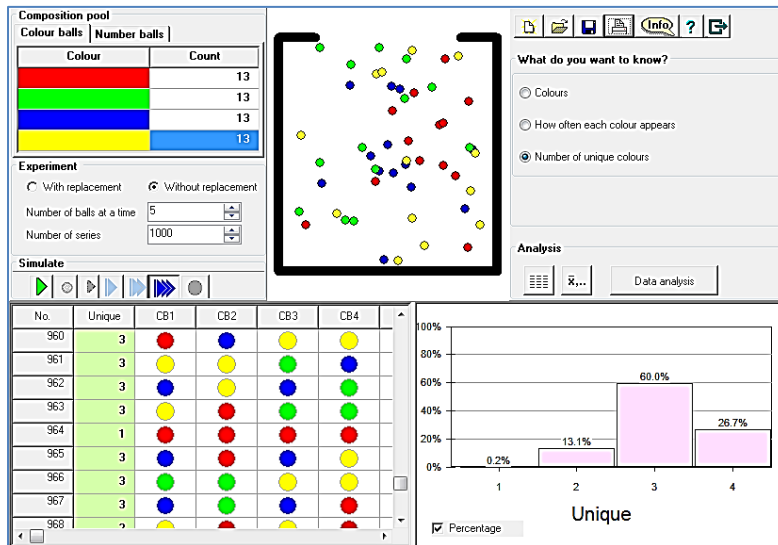 Composition pool
Colour balls Number balls
Colour Count
13
13
13
13
Experiment
With replacement Without replacement
Number of balls at a time 5
Number of series 1000
Simulate
Info ?
What do you want to know?
Colours
How often each colour appears
Number of unique colours
Analysis
x̄,.. Data analysis
No. Unique CB1 CB2 CB3 CB4
960 3
961 3
962 3
963 3
964 1
965 3
966 3
967 3
968
100%
80%
60%
40%
20%
0%
0.2% 13.1% 60.0% 26.7%
1 2 3 4
Unique
Percentage